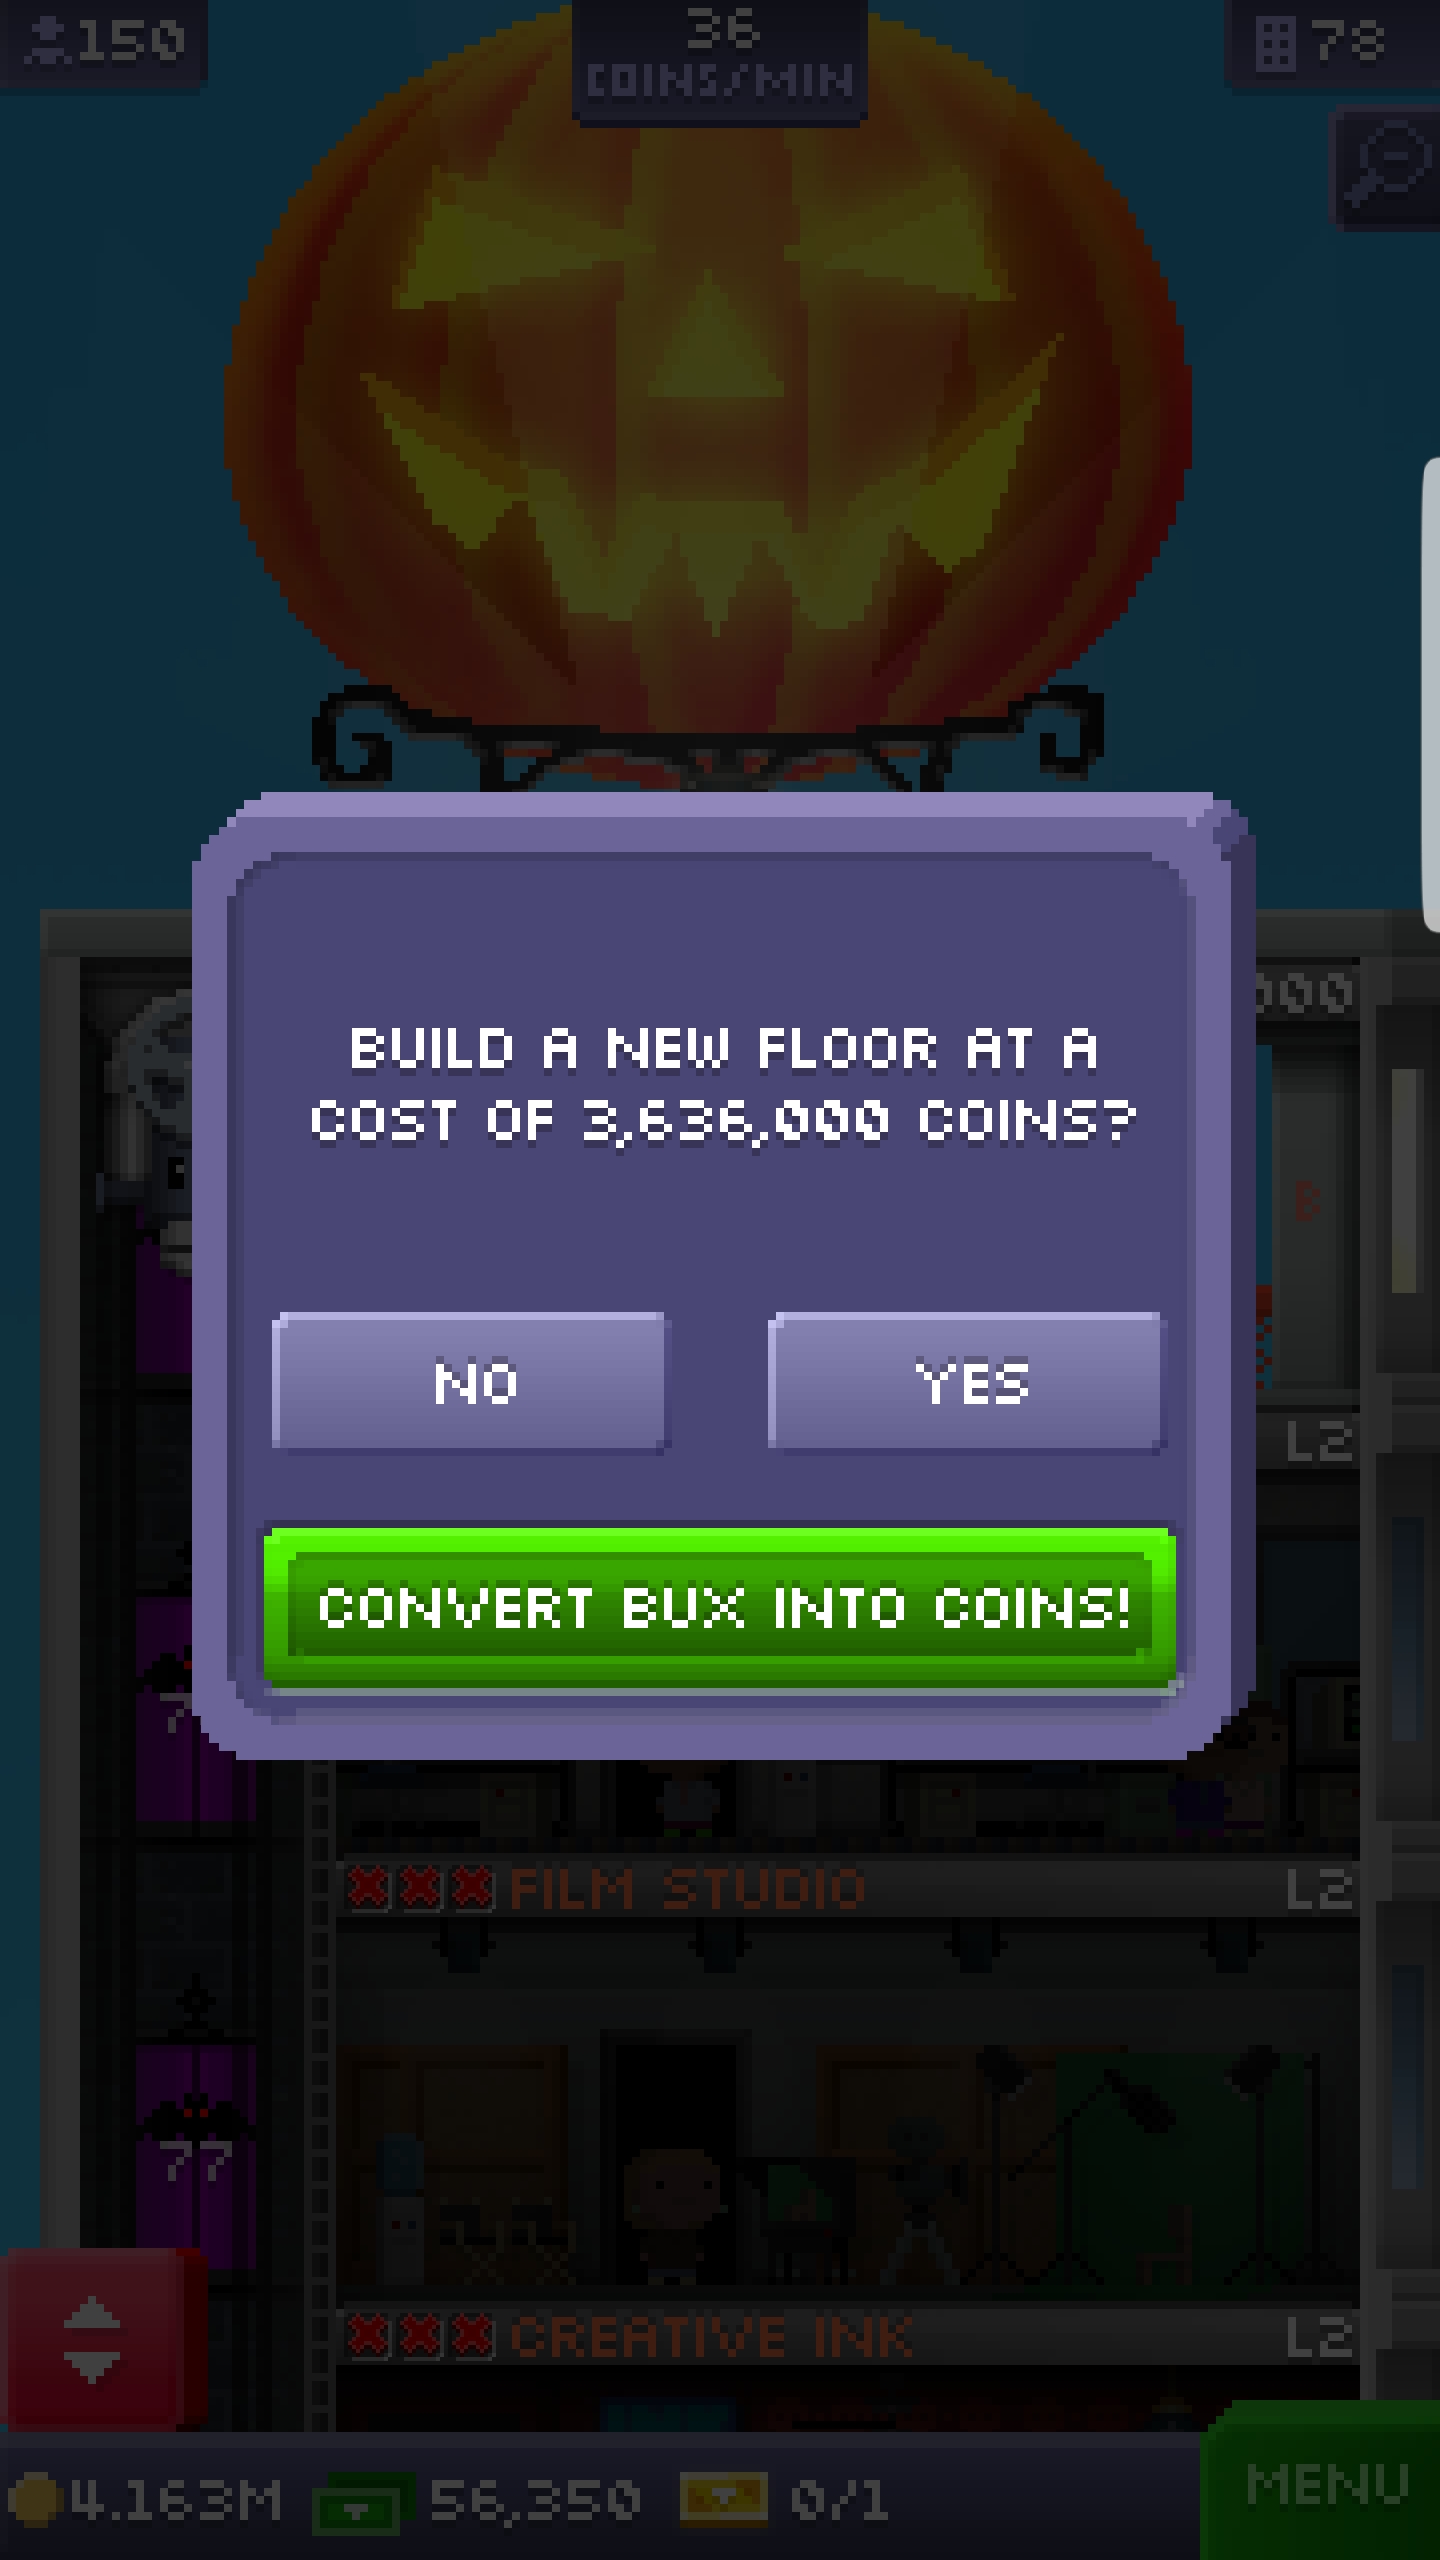 150
36
COINS/MIN
78
000
BUILD A NEW FLOOR AT A
COST OF 3,636,000 COINS?
B
NO
YES
L2
CONVERT BUX INTO COINS!
7
FILM STUDIO
L2
77
CREATIVE INK
L2
4.163M
56,350
0/1
MENU